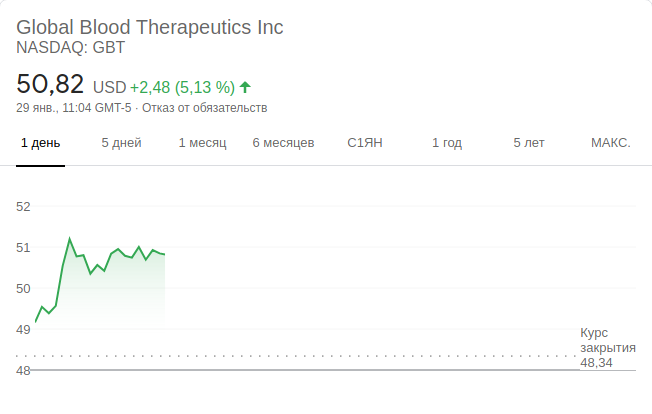 Global Blood Therapeutics Inc
NASDAQ: GBT
50,82 USD +2,48 (5,13 %)
29 янв., 11:04 GMT-5 · Отказ от обязательств
1 день 5 дней 1 месяц 6 месяцев С1ЯН 1 год 5 лет МАКС.
52
51
50
49
Курс
закрытия
48,34
48